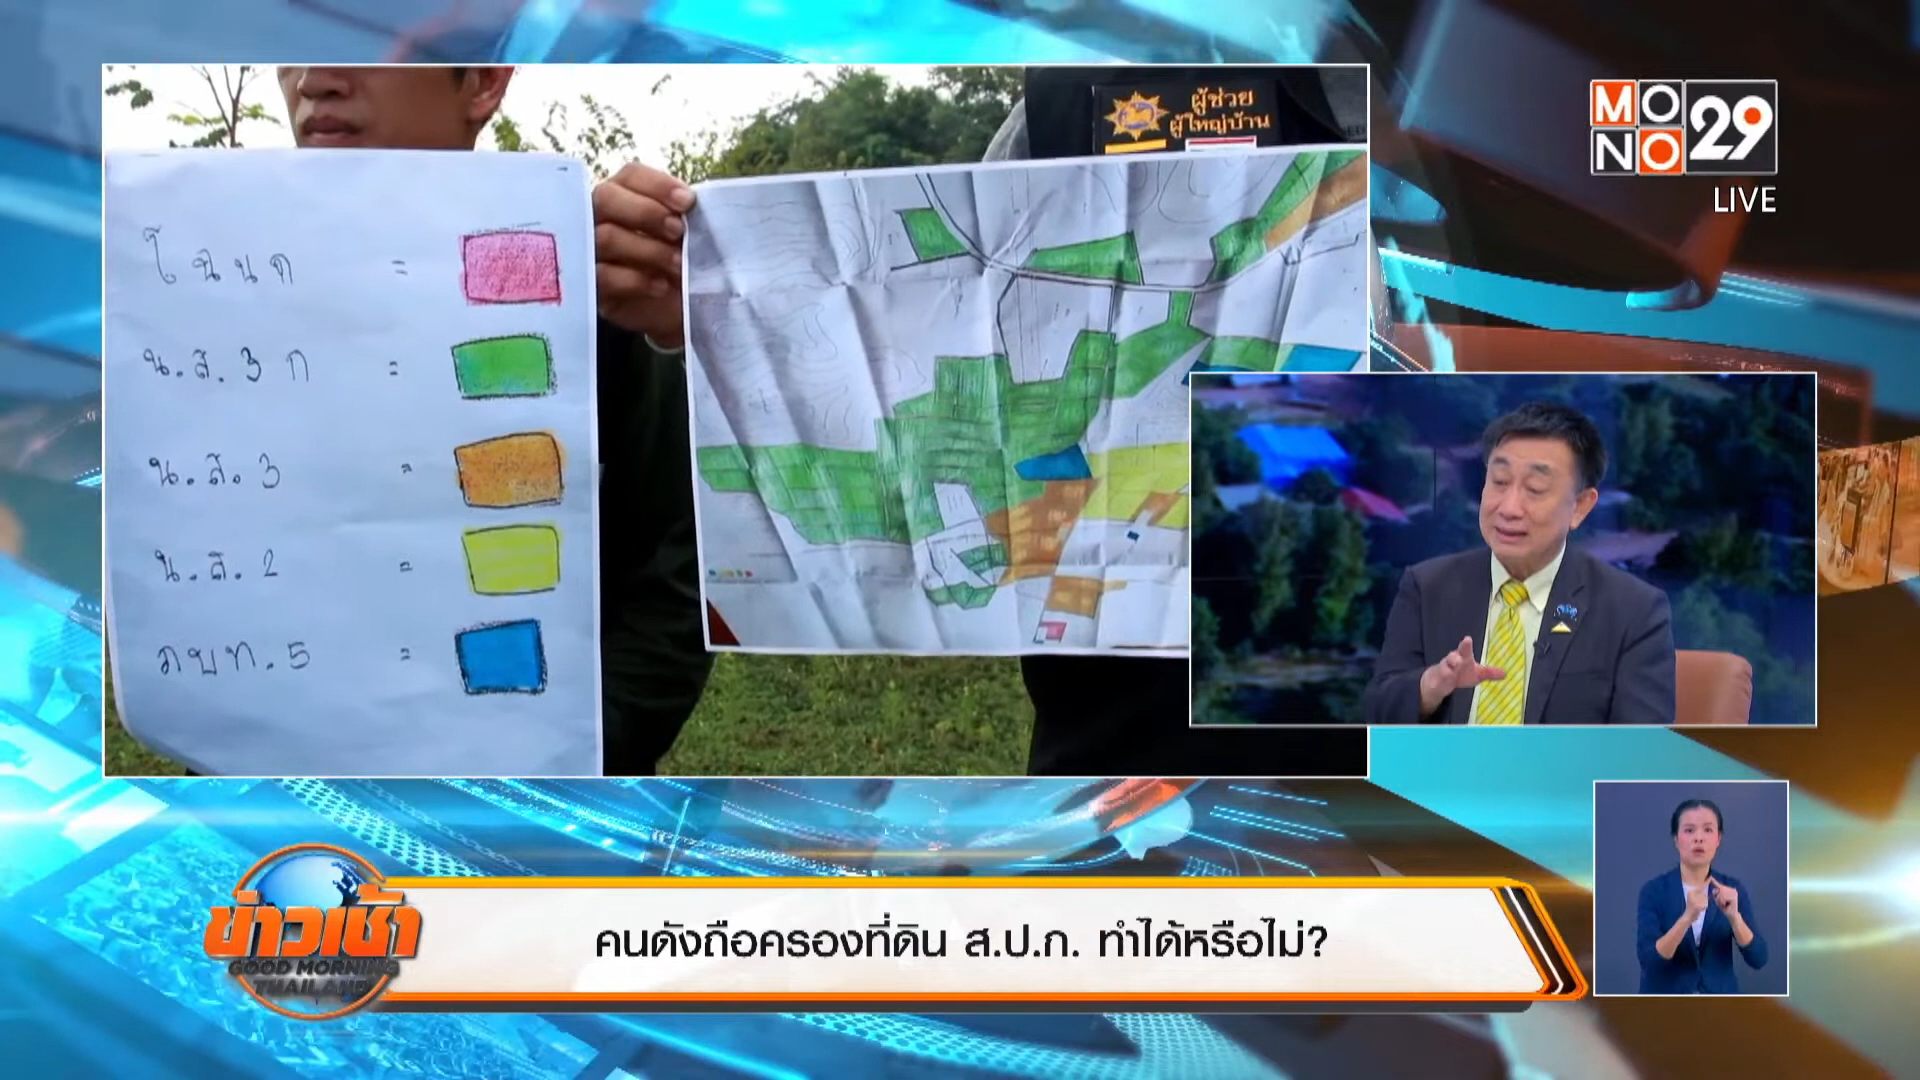 ผู้ช่วย
ผู้ใหญ่บ้าน
MONO 29
LIVE
โฉนด =
น.ส. 3 ก =
น.ส. 3 =
น.ส. 2 =
ภบท. 5 =
ข่าวเช้า
GOOD MORNING
THAILAND
คนดังถือครองที่ดิน ส.ป.ก. ทำได้หรือไม่?